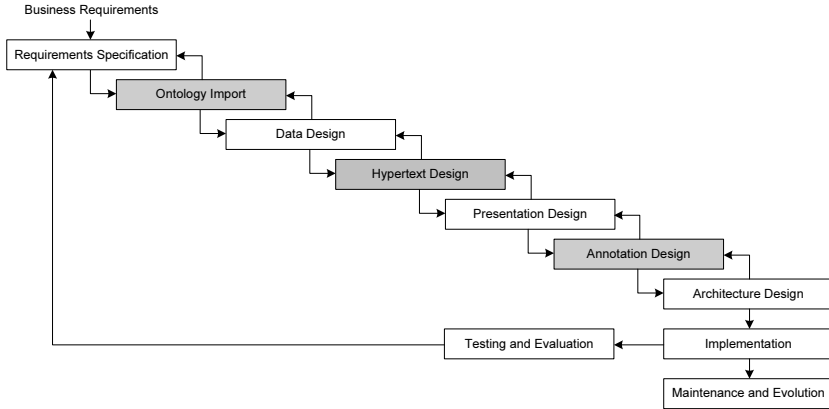 Business Requirements
Requirements Specification
Ontology Import
Data Design
Hypertext Design
Presentation Design
Annotation Design
Architecture Design
Testing and Evaluation
Implementation
Maintenance and Evolution